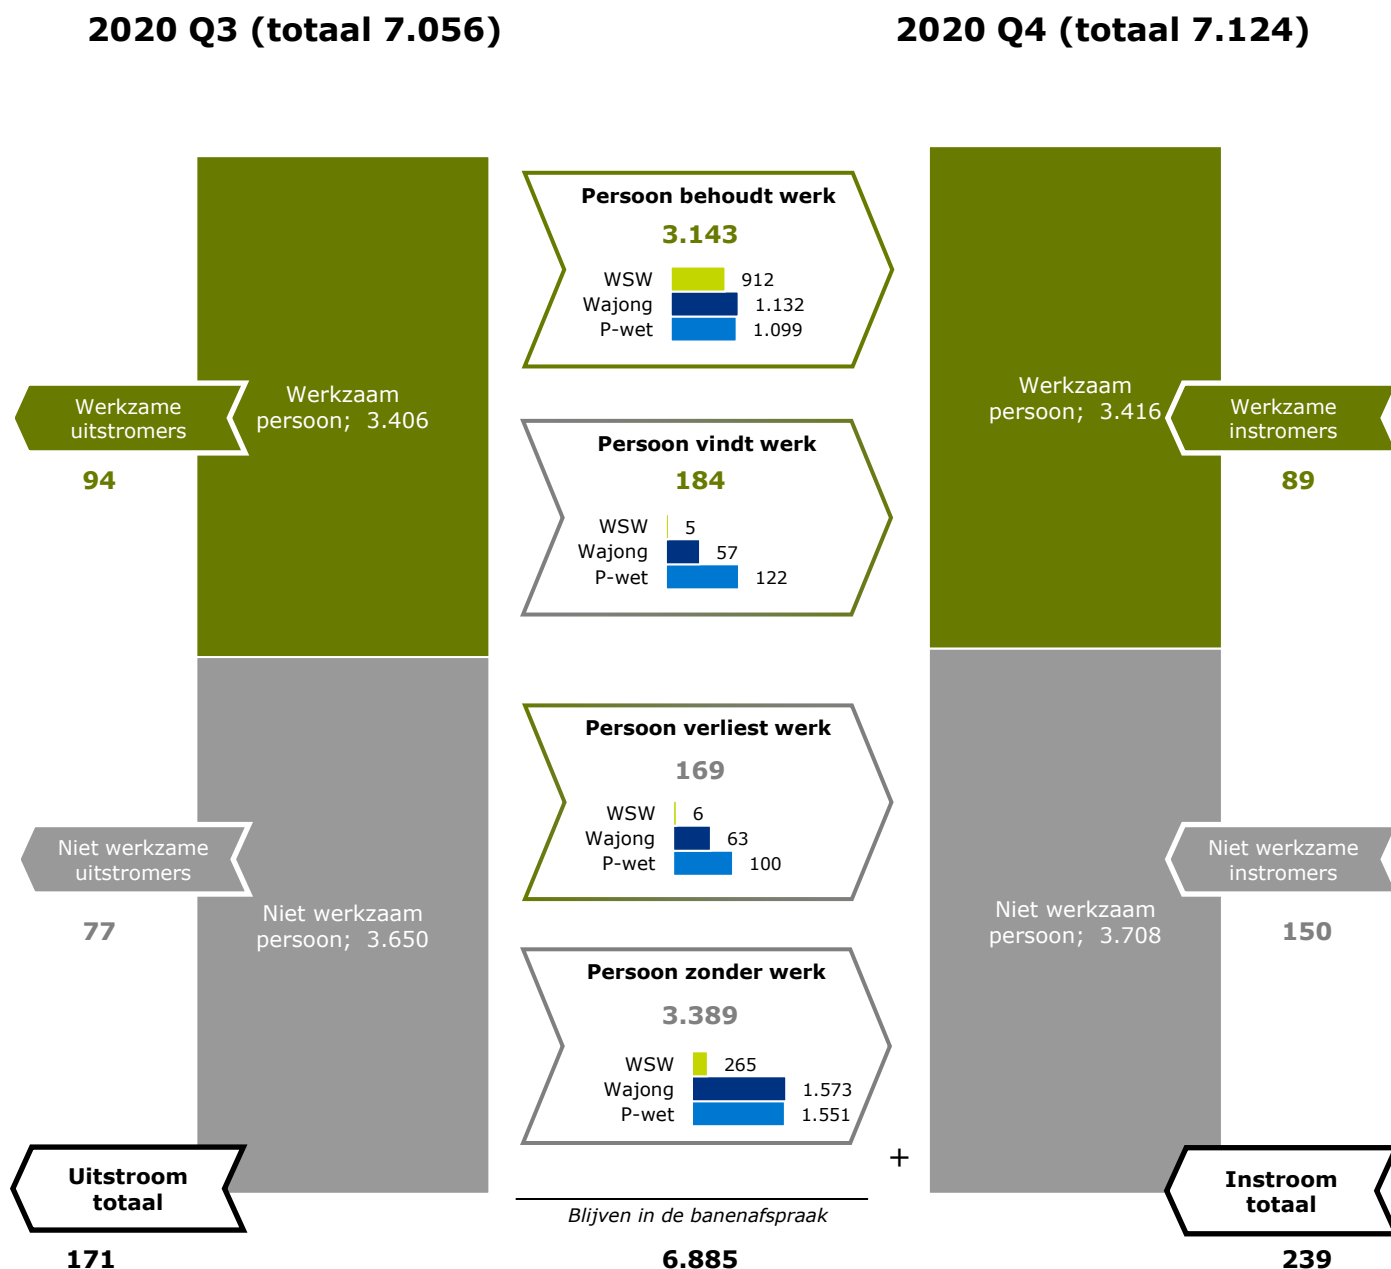 2020 Q3 (totaal 7.056)
2020 Q4 (totaal 7.124)
Werkzaam
persoon; 3.406
Werkzame
uitstromers
94
Niet werkzame
uitstromers
77
Niet werkzaam
persoon; 3.650
Uitstroom
totaal
171
Persoon behoudt werk
3.143
WSW 912
Wajong 1.132
P-wet 1.099
Persoon vindt werk
184
WSW 5
Wajong 57
P-wet 122
Persoon verliest werk
169
WSW 6
Wajong 63
P-wet 100
Persoon zonder werk
3.389
WSW 265
Wajong 1.573
P-wet 1.551
+
Blijven in de banenafspraak
6.885
Werkzaam
persoon; 3.416
Werkzame
instromers
89
Niet werkzame
instromers
150
Niet werkzaam
persoon; 3.708
Instroom
totaal
239